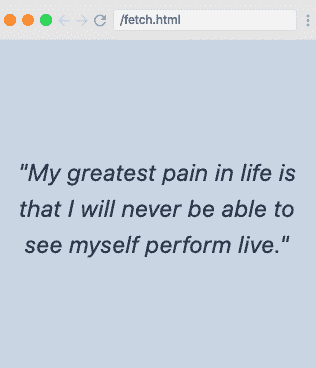 /fetch.html
"My greatest pain in life is
that I will never be able to
see myself perform live."